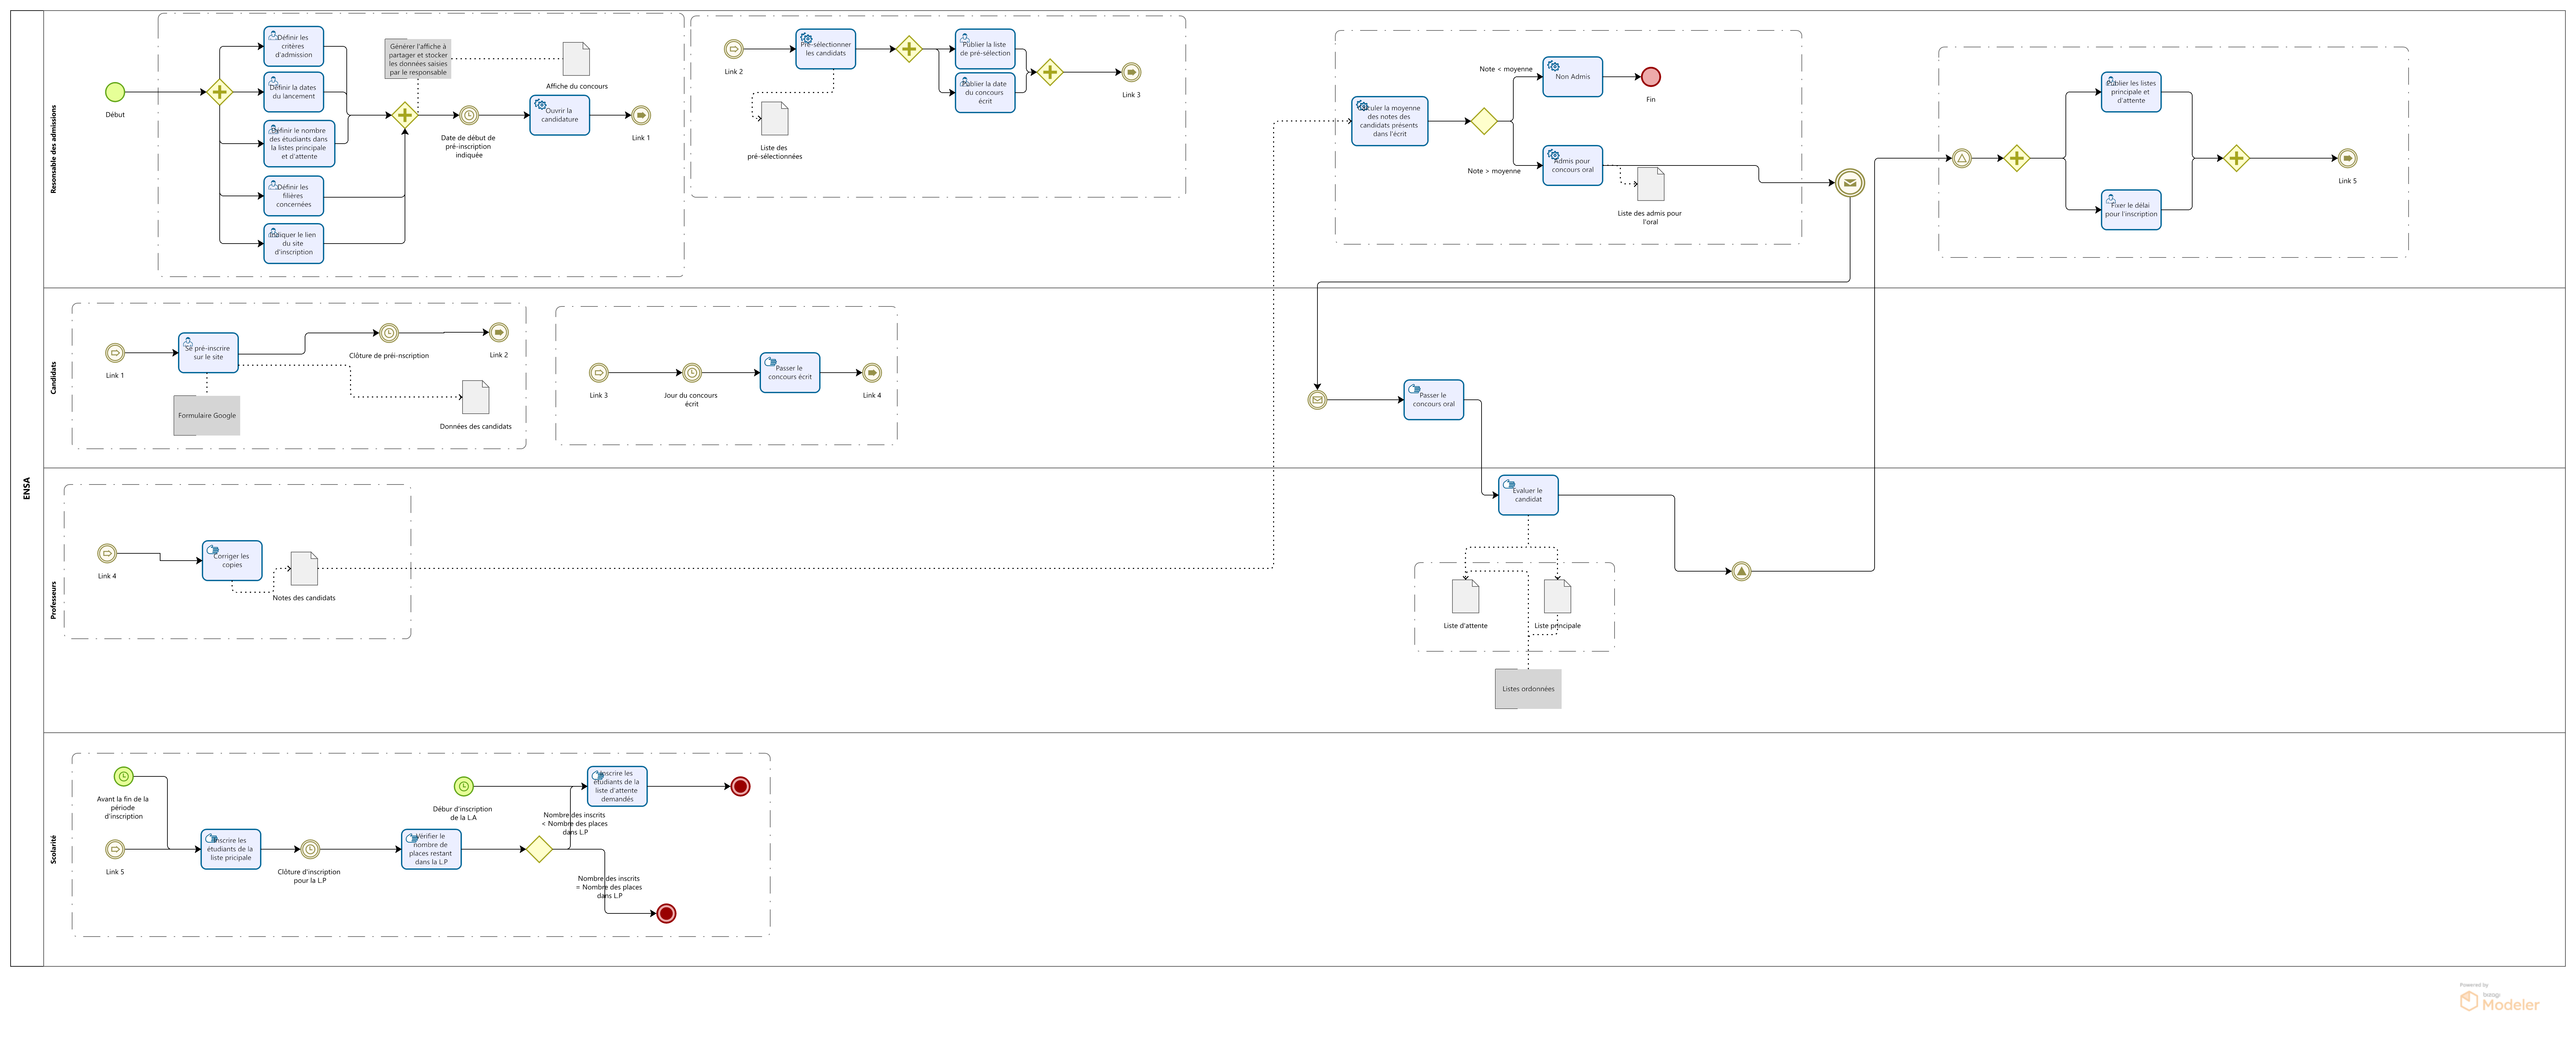 ENSA
Resonsable des admissions
Début
Définir les
critères
d'admission
Définir la dates
du lancement
Définir le nombre
des étudiants dans
la listes principale
et d'attente
Définir les
filières
concernées
Indiquer le lien
du site
d'inscription
Générer l'affiche à
partager et stocker
les données saisies
par le responsable
Affiche du concours
Date de début de
pré-inscription
indiquée
Ouvrir la
candidature
Link 1
Link 2
Pré-sélectionner
les candidats
Liste des
pré-sélectionnées
Publier la liste
de pré-sélection
Publier la date
du concours
écrit
Link 3
Calculer la moyenne
des notes des
candidats présents
dans l'écrit
Note < moyenne
Non Admis
Fin
Note > moyenne
Admis pour
concours oral
Liste des admis pour
l'oral
Publier les listes
principale et
d'attente
Fixer le délai
pour l'inscription
Link 5
Candidats
Link 1
Se pré-inscrire
sur le site
Formulaire Google
Clôture de préi-nscription
Link 2
Données des candidats
Link 3
Jour du concours
écrit
Passer le
concours écrit
Link 4
Passer le
concours oral
Professeurs
Link 4
Corriger les
copies
Notes des candidats
Evaluer le
candidat
Liste d'attente
Liste principale
Listes ordonnées
Scolarité
Avant la fin de la
période
d'inscription
Link 5
Inscrire les
étudiants de la
liste pricipale
Clôture d'inscription
pour la L.P
Vérifier le
nombre de
places restant
dans la L.P
Débur d'inscription
de la L.A
Nombre des inscrits
< Nombre des places
dans L.P
Inscrire les
étudiants de la
liste d'attente
demandés
Nombre des inscrits
= Nombre des places
dans L.P
Powered by
bizagi
Modeler